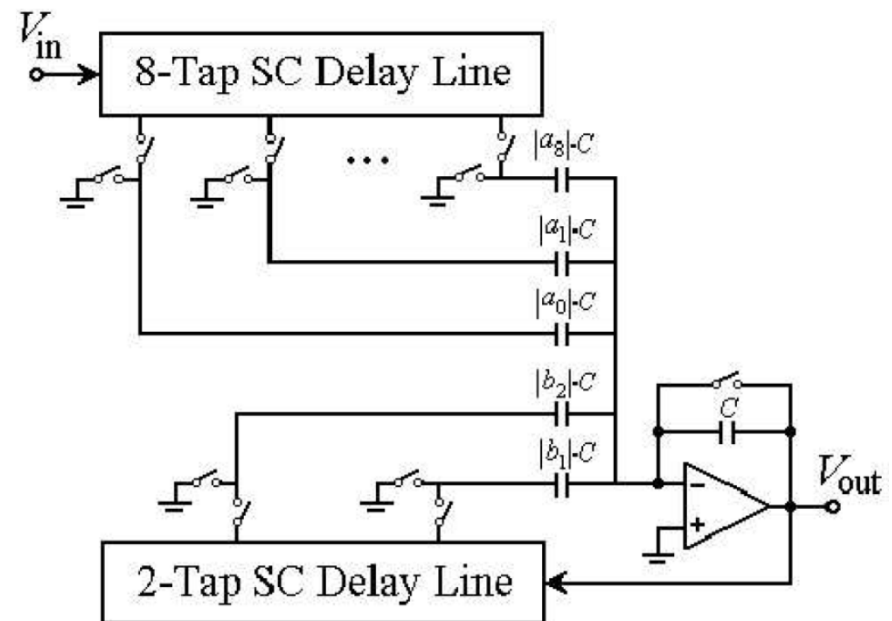 V_in
8-Tap SC Delay Line
...
|a_8|·C
|a_1|·C
|a_0|·C
|b_2|·C
|b_1|·C
C
−
+
V_out
2-Tap SC Delay Line